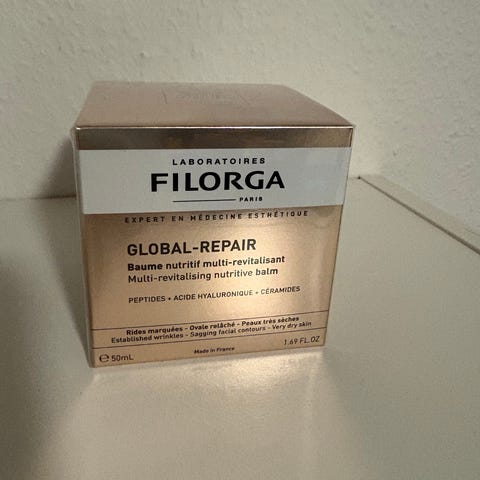 LABORATOIRES
FILORGA
PARIS
EXPERT EN MÉDECINE ESTHÉTIQUE
GLOBAL-REPAIR
Baume nutritif multi-revitalisant
Multi-revitalising nutritive balm
PEPTIDES + ACIDE HYALURONIQUE + CÉRAMIDES
Rides marquées - Ovale relâché - Peaux très sèches
Established wrinkles - Sagging facial contours - Very dry skin
℮ 50mL
Made in France
1.69 FL.OZ